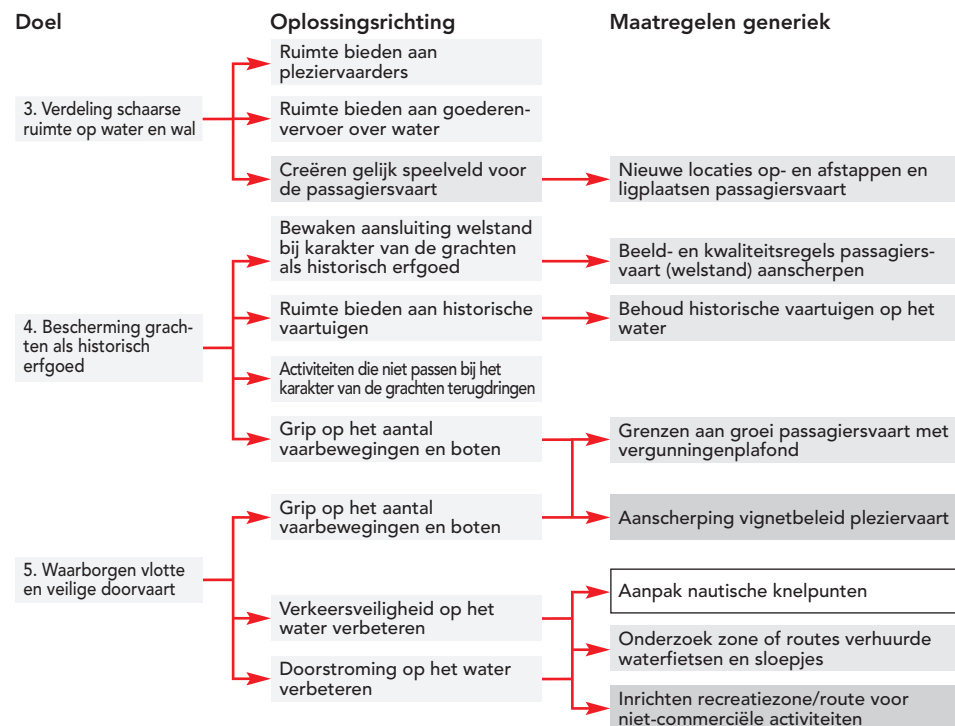 Doel
Oplossingsrichting
Maatregelen generiek
3. Verdeling schaarse
ruimte op water en wal
Ruimte bieden aan
pleziervaarders
Ruimte bieden aan goederen-
vervoer over water
Creëren gelijk speelveld voor
de passagiersvaart
Nieuwe locaties op- en afstappen en
ligplaatsen passagiersvaart
4. Bescherming grach-
ten als historisch
erfgoed
Bewaken aansluiting welstand
bij karakter van de grachten
als historisch erfgoed
Beeld- en kwaliteitsregels passagiers-
vaart (welstand) aanscherpen
Ruimte bieden aan historische
vaartuigen
Behoud historische vaartuigen op het
water
Activiteiten die niet passen bij het
karakter van de grachten terugdringen
Grip op het aantal
vaarbewegingen en boten
Grenzen aan groei passagiersvaart met
vergunningenplafond
5. Waarborgen vlotte
en veilige doorvaart
Grip op het aantal
vaarbewegingen en boten
Aanscherping vignetbeleid pleziervaart
Verkeersveiligheid op het
water verbeteren
Aanpak nautische knelpunten
Onderzoek zone of routes verhuurde
waterfietsen en sloepjes
Doorstroming op het water
verbeteren
Inrichten recreatiezone/route voor
niet-commerciële activiteiten